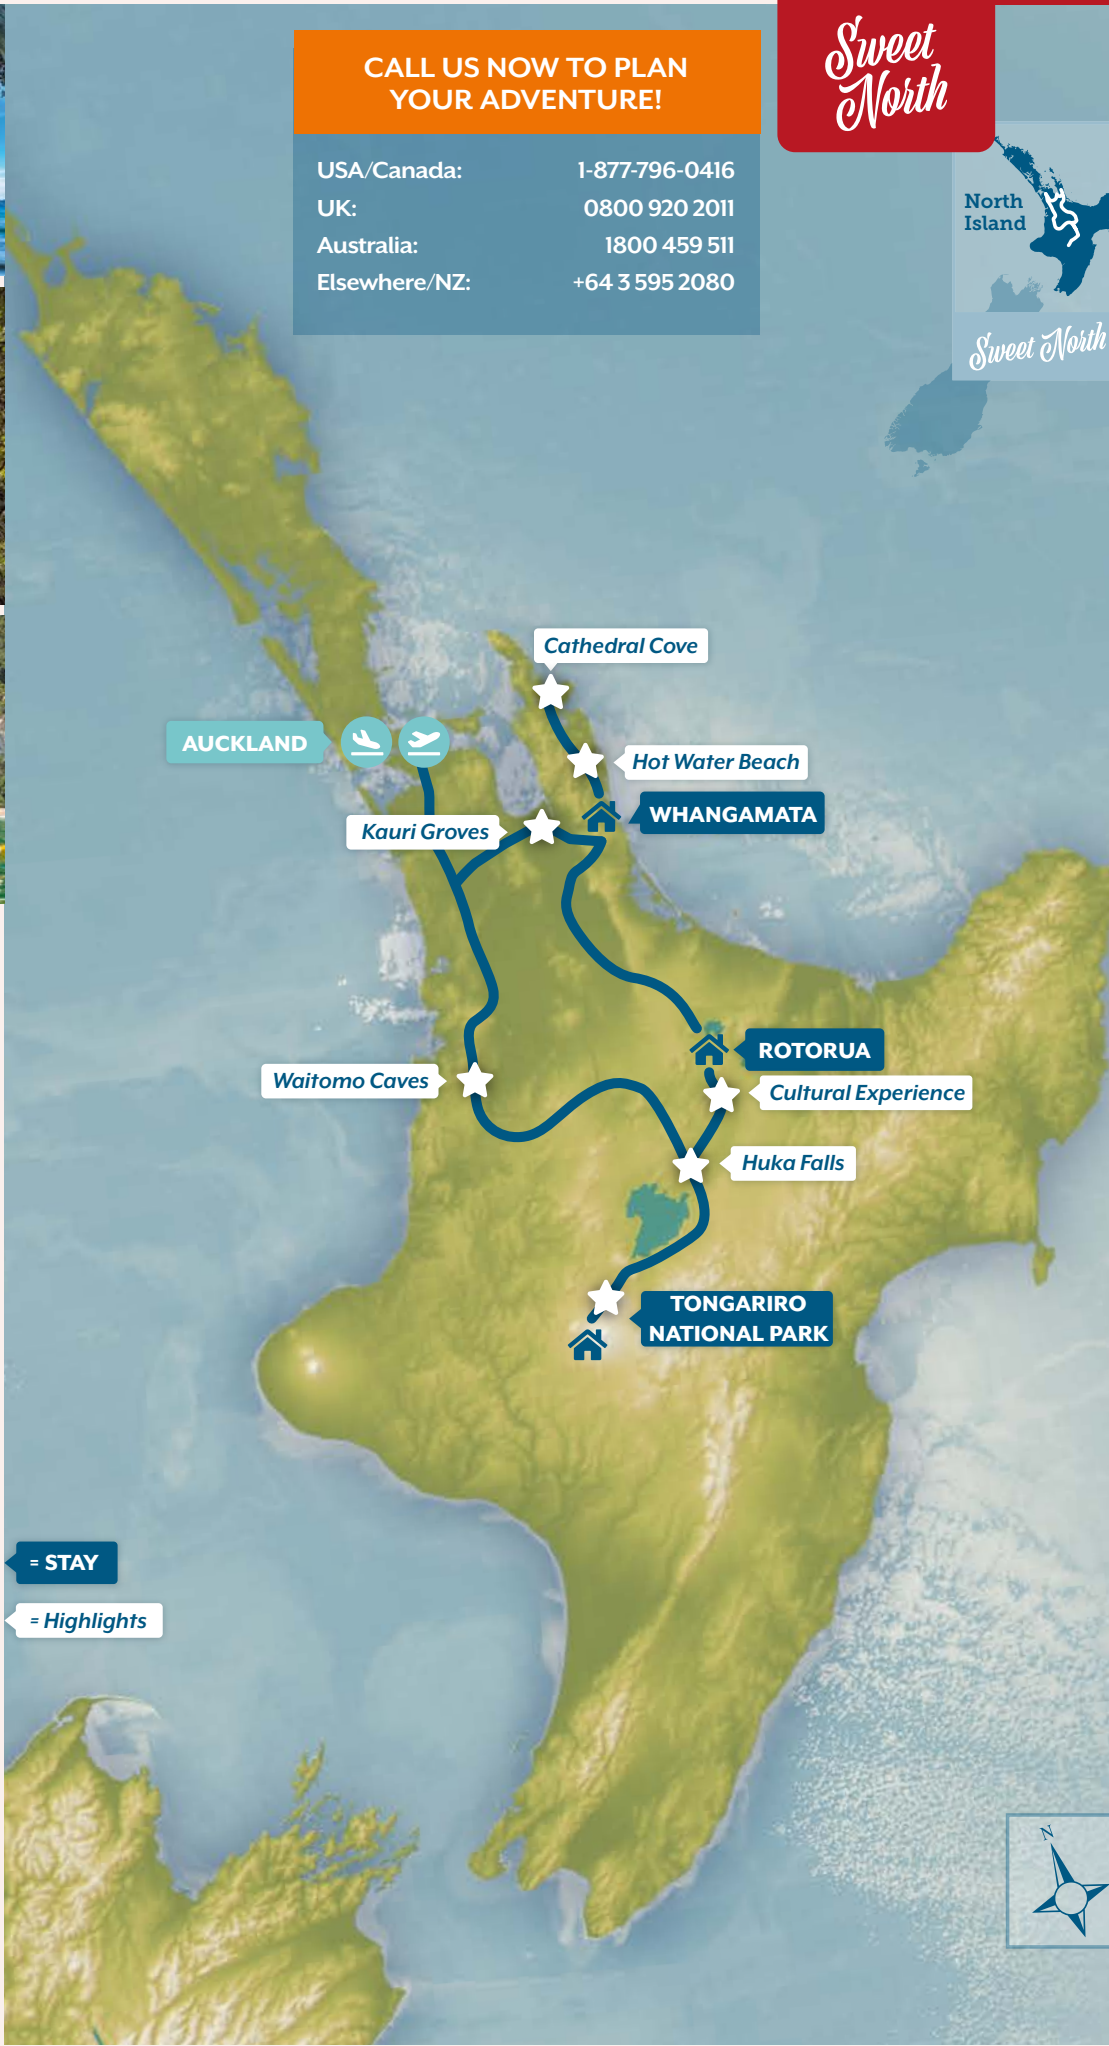 Sweet
North
CALL US NOW TO PLAN
YOUR ADVENTURE!
USA/Canada: 1-877-796-0416
UK: 0800 920 2011
Australia: 1800 459 511
Elsewhere/NZ: +64 3 595 2080
North
Island
Sweet North
Cathedral Cove
AUCKLAND
Hot Water Beach
WHANGAMATA
Kauri Groves
ROTORUA
Waitomo Caves
Cultural Experience
Huka Falls
TONGARIRO
NATIONAL PARK
= STAY
= Highlights
N